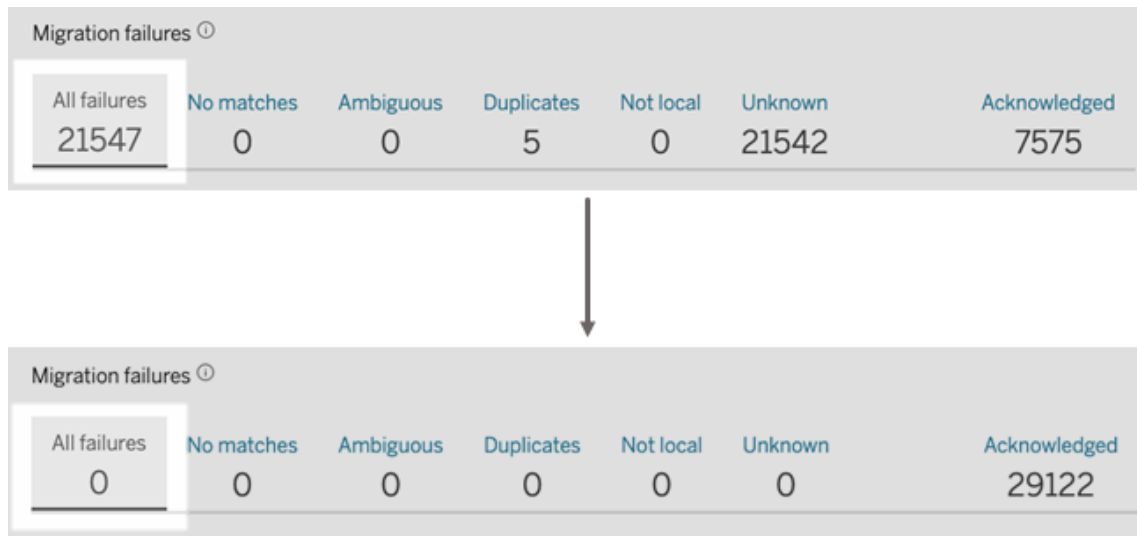 Migration failures ⓘ
All failures No matches Ambiguous Duplicates Not local Unknown Acknowledged
21547 0 0 5 0 21542 7575
Migration failures ⓘ
All failures No matches Ambiguous Duplicates Not local Unknown Acknowledged
0 0 0 0 0 0 29122